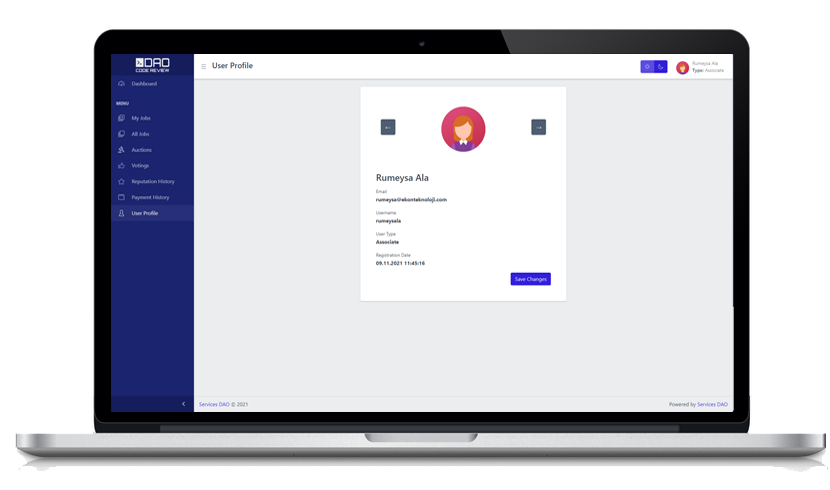 DAO
CODE REVIEW
Dashboard
MENU
My Jobs
All Jobs
Auctions
Votings
Reputation History
Payment History
User Profile
User Profile
Rumeysa Ala
Type: Associate
Rumeysa Ala
Email
rumeysa@ekonteknoloji.com
Username
rumeysala
User Type
Associate
Registration Date
09.11.2021 11:45:16
Save Changes
Services DAO © 2021
Powered by Services DAO